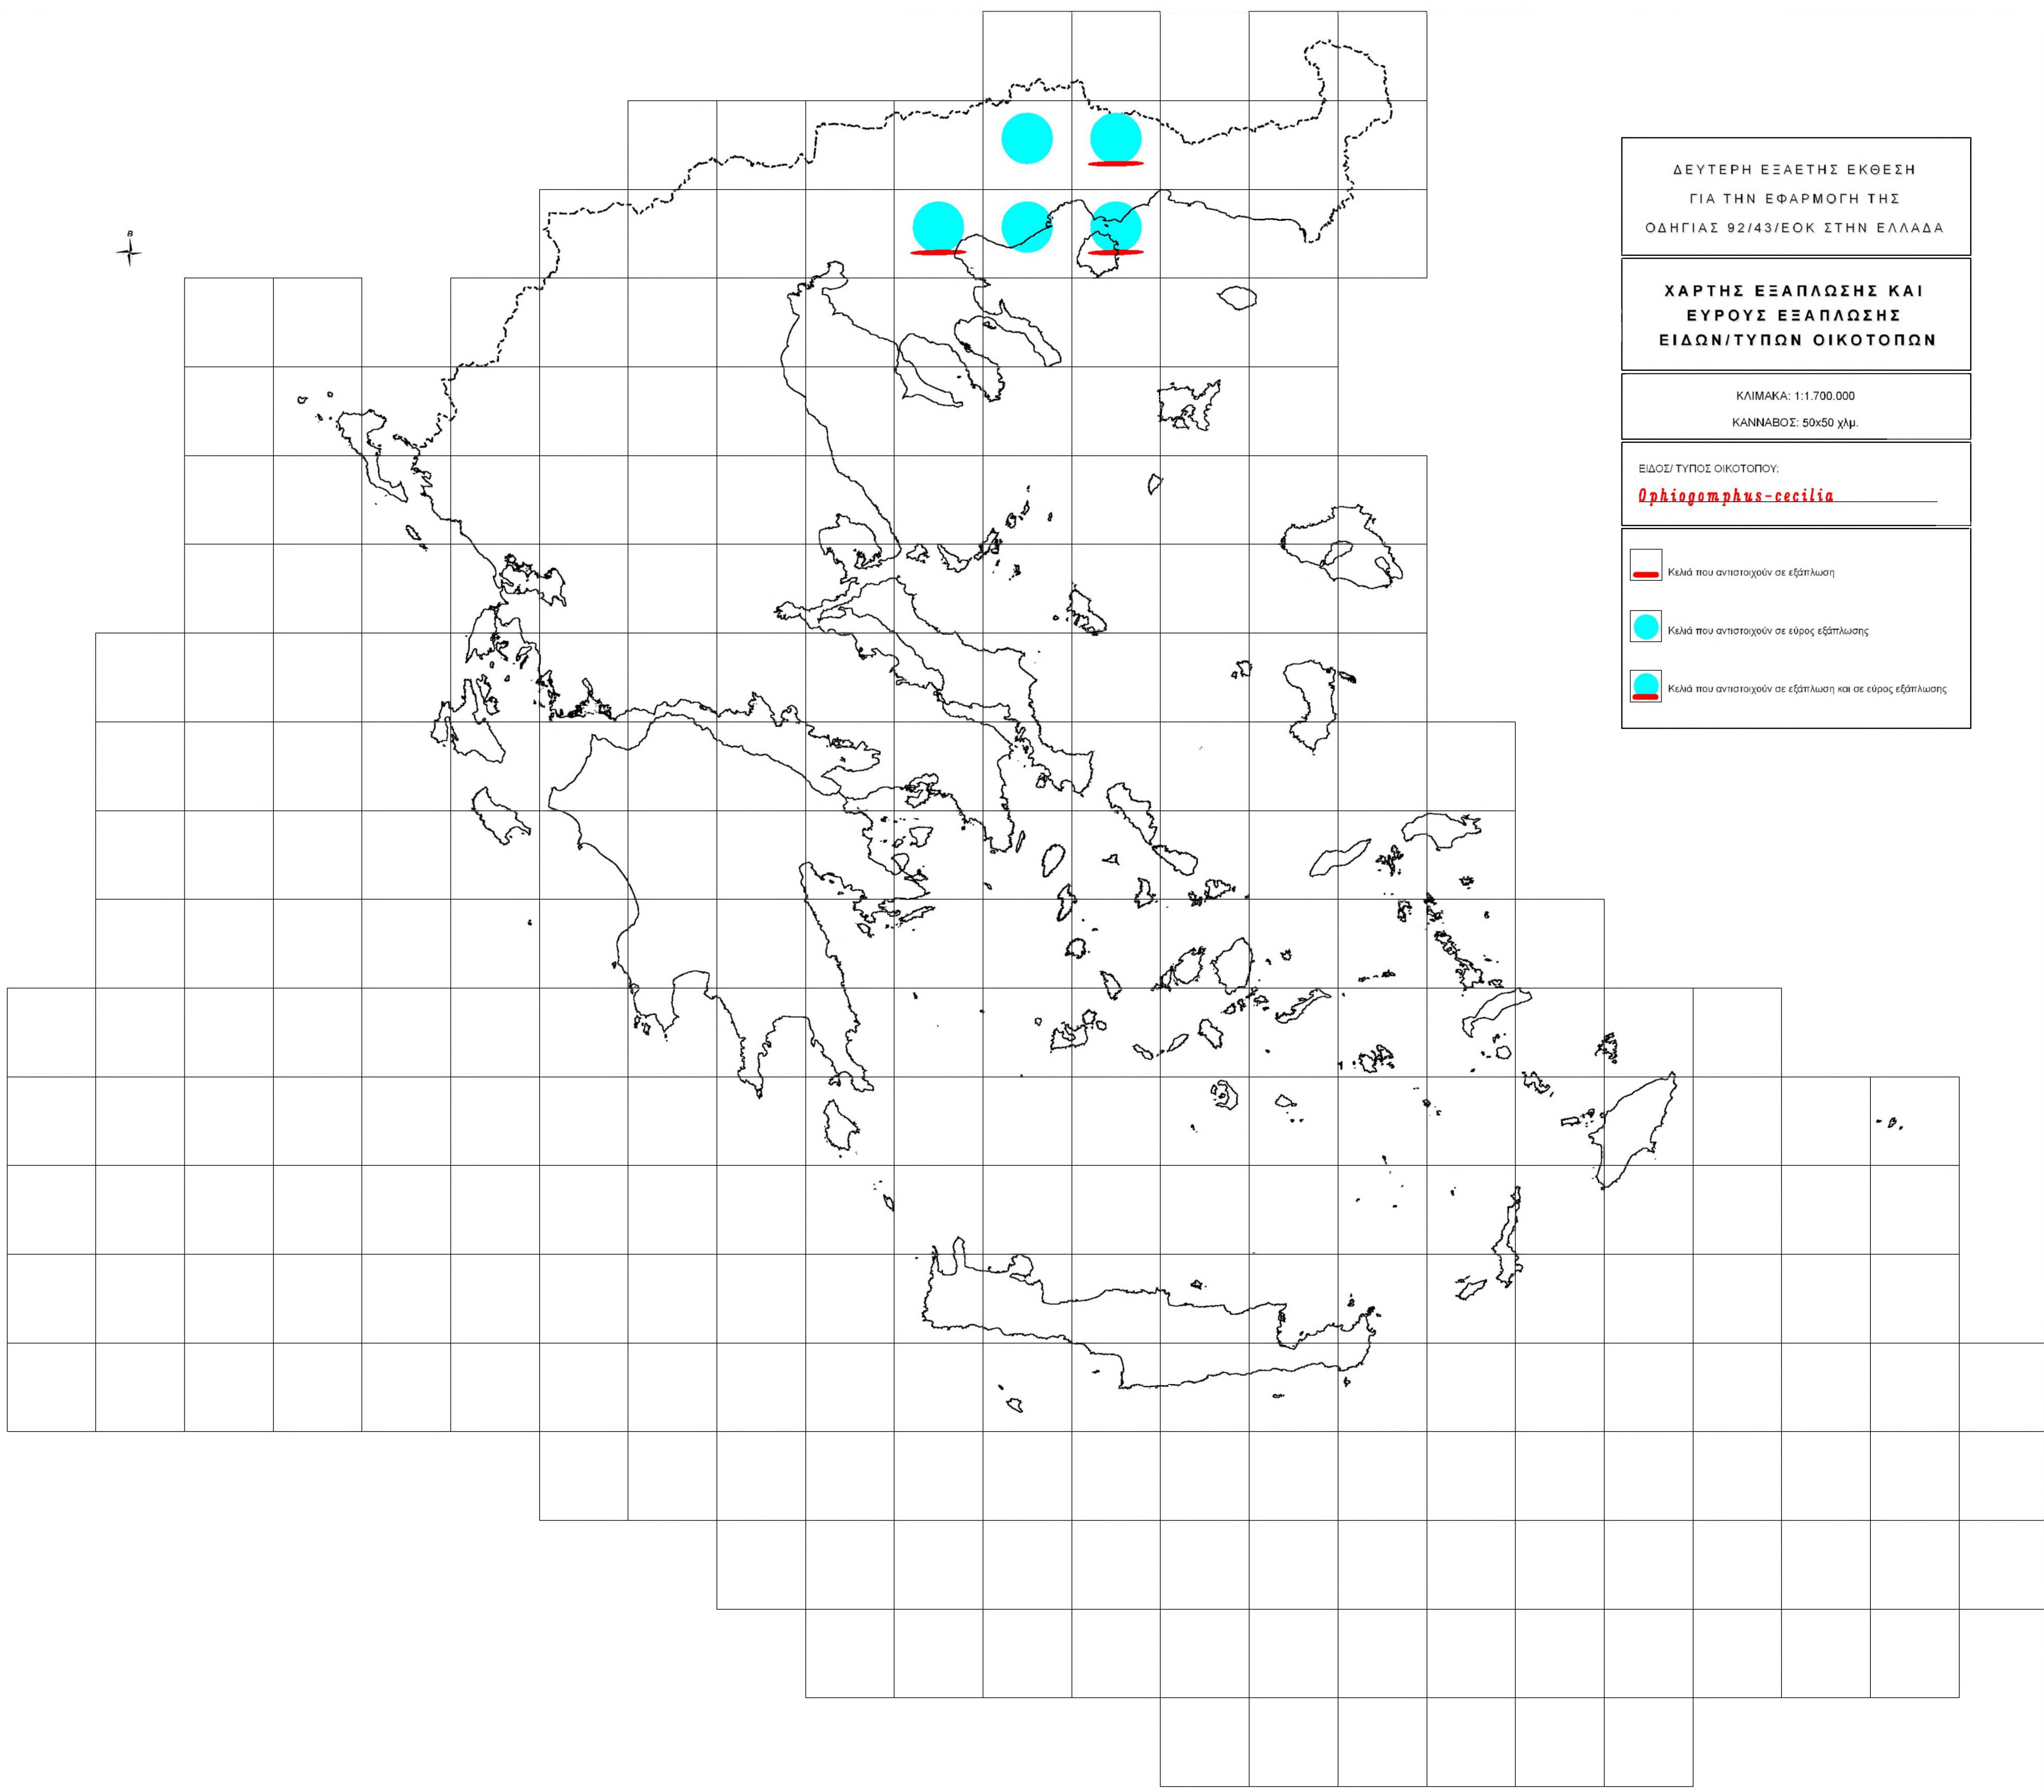 Β
ΔΕΥΤΕΡΗ ΕΞΑΕΤΗΣ ΕΚΘΕΣΗ
ΓΙΑ ΤΗΝ ΕΦΑΡΜΟΓΗ ΤΗΣ
ΟΔΗΓΙΑΣ 92/43/ΕΟΚ ΣΤΗΝ ΕΛΛΑΔΑ
ΧΑΡΤΗΣ ΕΞΑΠΛΩΣΗΣ ΚΑΙ
ΕΥΡΟΥΣ ΕΞΑΠΛΩΣΗΣ
ΕΙΔΩΝ/ΤΥΠΩΝ ΟΙΚΟΤΟΠΩΝ
ΚΛΙΜΑΚΑ: 1:1.700.000
ΚΑΝΝΑΒΟΣ: 50x50 χλμ.
ΕΙΔΟΣ/ ΤΥΠΟΣ ΟΙΚΟΤΟΠΟΥ:
Ophiogomphus-cecilia
Κελιά που αντιστοιχούν σε εξάπλωση
Κελιά που αντιστοιχούν σε εύρος εξάπλωσης
Κελιά που αντιστοιχούν σε εξάπλωση και σε εύρος εξάπλωσης